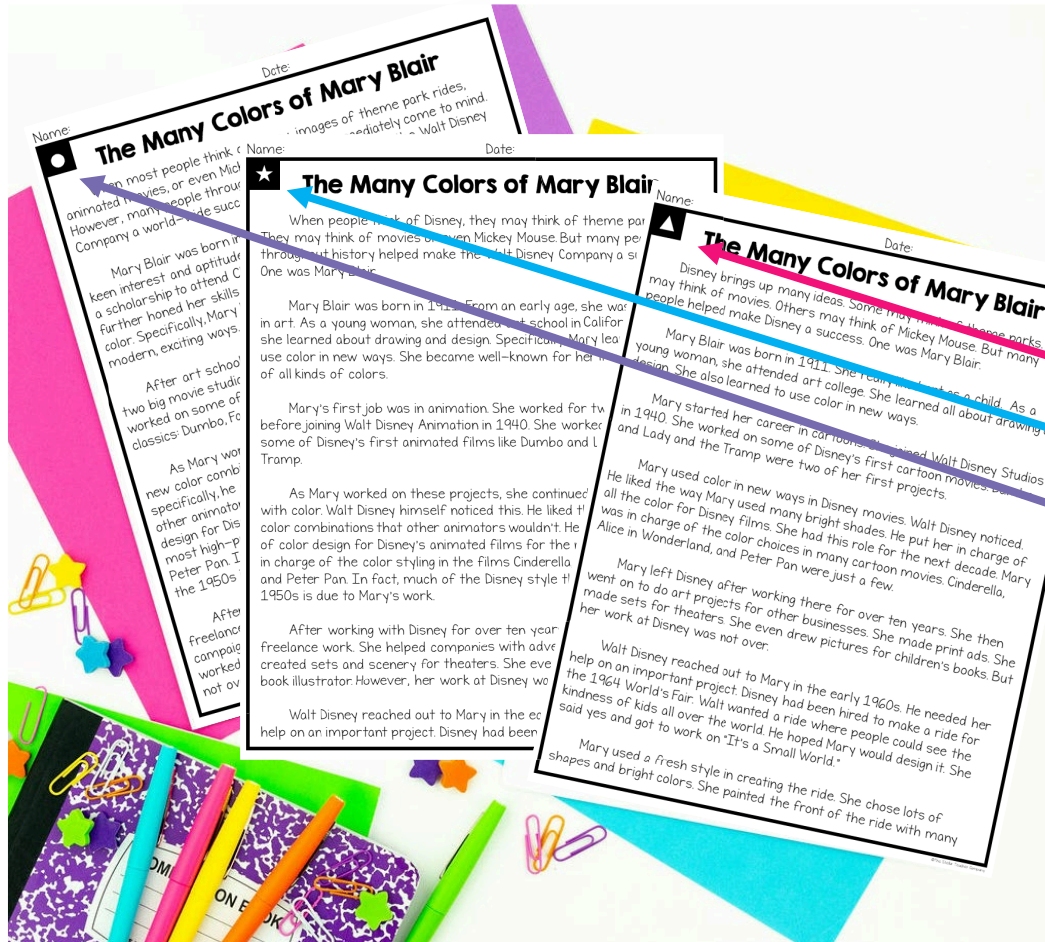 Name:
Date:
The Many Colors of Mary Blair
most people think
images of theme park rides,
animated movies, or even
mediately come to mind.
However, many people
Walt Disney
Company a world-wide
Mary Blair was born in
keen interest and aptitude
a scholarship to attend
further honed her skills
color. Specifically, Mary
modern, exciting ways.
After art school
two big movie
worked on some of
classics: Dumbo,
As Mary
new color
specifically, he
other
design for
most
Peter Pan.
the 1950s
After
freelance
worked
not
Name:
Date:
The Many Colors of Mary Blair
When people think of Disney, they may think of theme
They may think of movies or even Mickey Mouse. But many
throughout history helped make the Walt Disney Company a
One was Mary Blair.
Mary Blair was born in 1911. From an early age, she was
in art. As a young woman, she attended art school in
she learned about drawing and design. Specifically, Mary
use color in new ways. She became well-known for her
of all kinds of colors.
Mary's first job was in animation. She worked for
before joining Walt Disney Animation in 1940. She worked
some of Disney's first animated films like Dumbo and
Tramp.
As Mary worked on these projects, she continued
with color. Walt Disney himself noticed this. He liked
color combinations that other animators wouldn't. He
of color design for Disney's animated films for the
in charge of the color styling in the films Cinderella
and Peter Pan. In fact, much of the Disney style
1950s is due to Mary's work.
After working with Disney for over ten
freelance work. She helped companies with
created sets and scenery for theaters. She
book illustrator. However, her work at Disney
Walt Disney reached out to Mary in the
help on an important project. Disney had been
Name:
Date:
The Many Colors of Mary Blair
Disney brings up many ideas. Some may think of theme parks.
may think of movies. Others may think of Mickey Mouse. But many
people helped make Disney a success. One was Mary Blair.
Mary Blair was born in 1911. She really liked art as a child. As a
young woman, she attended art college. She learned all about drawing
design. She also learned to use color in new ways.
Mary started her career in cartoons. She joined Walt Disney Studios
in 1940. She worked on some of Disney's first cartoon movies.
and Lady and the Tramp were two of her first projects.
Mary used color in new ways in Disney movies. Walt Disney noticed.
He liked the way Mary used many bright shades. He put her in charge of
all the color for Disney films. She had this role for the next decade. Mary
was in charge of the color choices in many cartoon movies. Cinderella,
Alice in Wonderland, and Peter Pan were just a few.
Mary left Disney after working there for over ten years. She then
went on to do art projects for other businesses. She made print ads. She
made sets for theaters. She even drew pictures for children's books. But
her work at Disney was not over.
Walt Disney reached out to Mary in the early 1960s. He needed her
help on an important project. Disney had been hired to make a ride for
the 1964 World's Fair. Walt wanted a ride where people could see the
kindness of kids all over the world. He hoped Mary would design it. She
said yes and got to work on "It's a Small World."
Mary used a fresh style in creating the ride. She chose lots of
shapes and bright colors. She painted the front of the ride with many